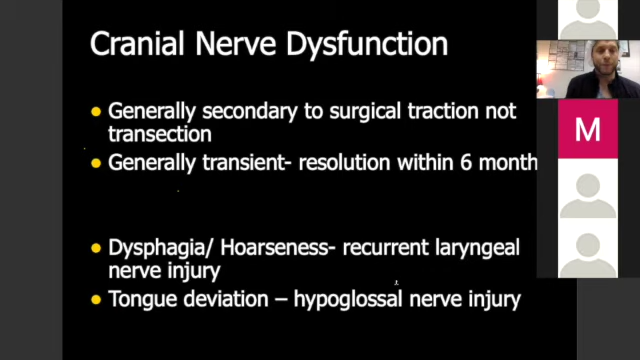 Cranial Nerve Dysfunction
• Generally secondary to surgical traction not
transection
• Generally transient- resolution within 6 month
• Dysphagia/ Hoarseness- recurrent laryngeal
nerve injury
• Tongue deviation – hypoglossal nerve injury
M